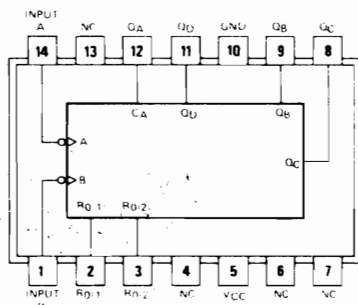 INPUT
A NC QA QD GND QB QC
14 13 12 11 10 9 8
CA QD QB
A
QC
B
R0(1) R0(2)
1 2 3 4 5 6 7
INPUT R0(1) R0(2) NC VCC NC NC